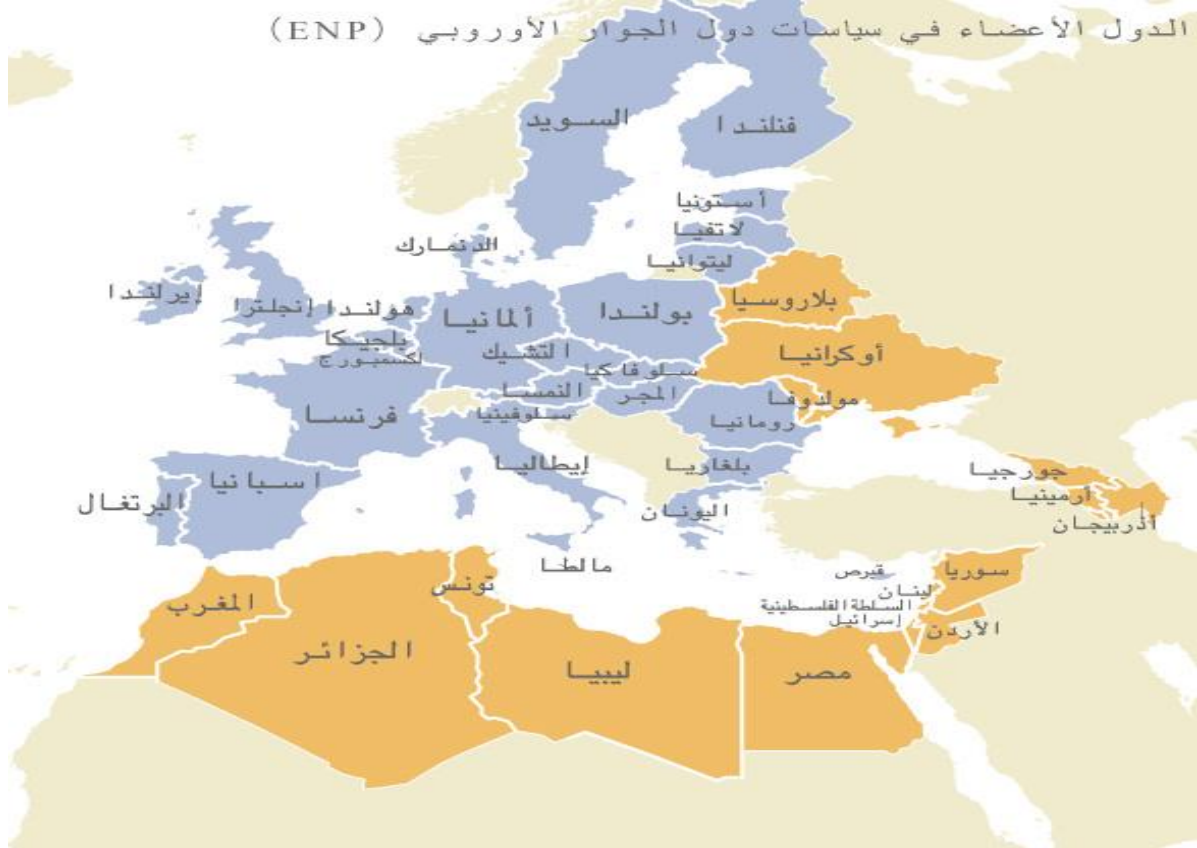 الدول الأعضاء في سياسات دول الجوار الأوروبي (ENP)
السويد
فنلندا
أستونيا
لاتفيا
ليتوانيا
الدنمارك
إيرلندا
إنجلترا
هولندا
بلجيكا
لكسمبورج
ألمانيا
بولندا
بلاروسيا
أوكرانيا
التشيك
سلوفاكيا
النمسا
المجر
مولدوفا
رومانيا
سلوفينيا
فرنسا
إيطاليا
بلغاريا
جورجيا
أرمينيا
أذربيجان
اسبانيا
البرتغال
اليونان
مالطا
قبرص
سوريا
لبنان
السلطة الفلسطينية
إسرائيل
الأردن
المغرب
تونس
الجزائر
ليبيا
مصر